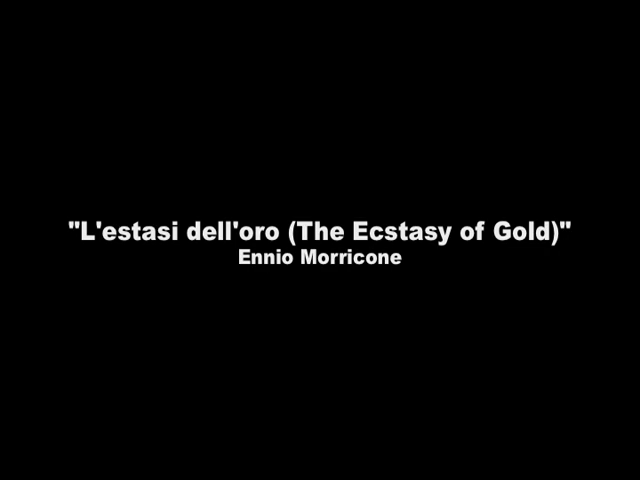 "L'estasi dell'oro (The Ecstasy of Gold)"
Ennio Morricone